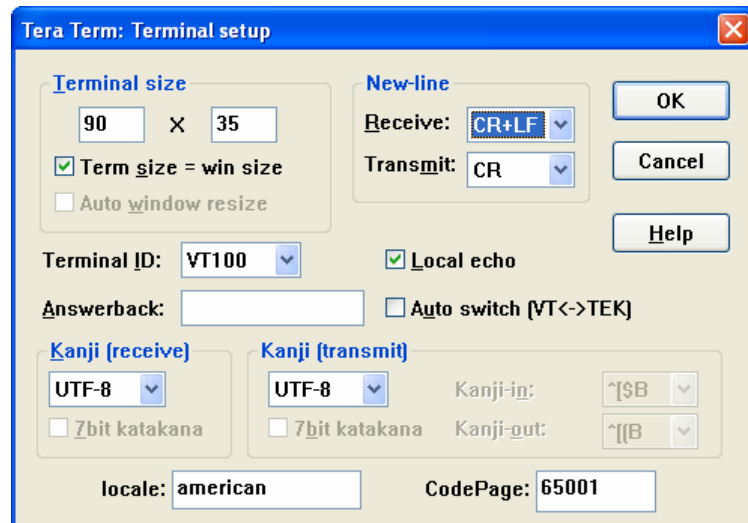 Tera Term: Terminal setup
Terminal size
90 X 35
Term size = win size
Auto window resize
New-line
Receive: CR+LF
Transmit: CR
OK
Cancel
Help
Terminal ID: VT100
Local echo
Answerback:
Auto switch (VT<->TEK)
Kanji (receive)
UTF-8
7bit katakana
Kanji (transmit)
UTF-8
Kanji-in: ^[$B
7bit katakana
Kanji-out: ^[(B
locale: american
CodePage: 65001